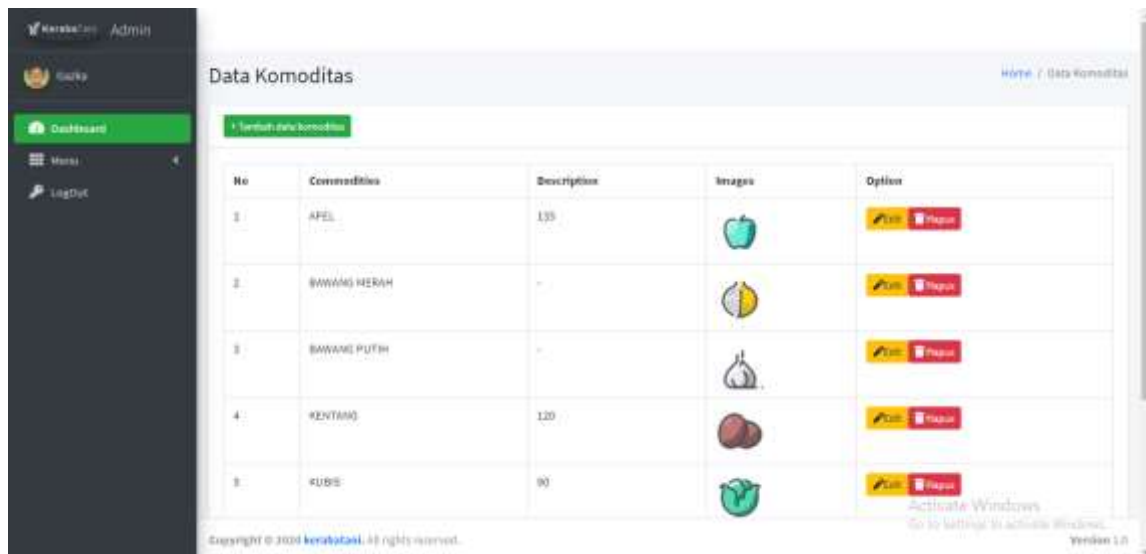 Admin
Gazka
Dashboard
Menu
LogOut
Data Komoditas
Home / Data Komoditas
+ Tambah data komoditas
No Commodities Description Images Option
1 APEL Edit Hapus
2 BAWANG MERAH - Edit Hapus
3 BAWANG PUTIH - Edit Hapus
4 KENTANG 120 Edit Hapus
5 KUBIS 90 Edit Hapus
Activate Windows
Go to Settings to activate Windows.
Copyright © 2020 kerabatani. All rights reserved.
Version 1.0